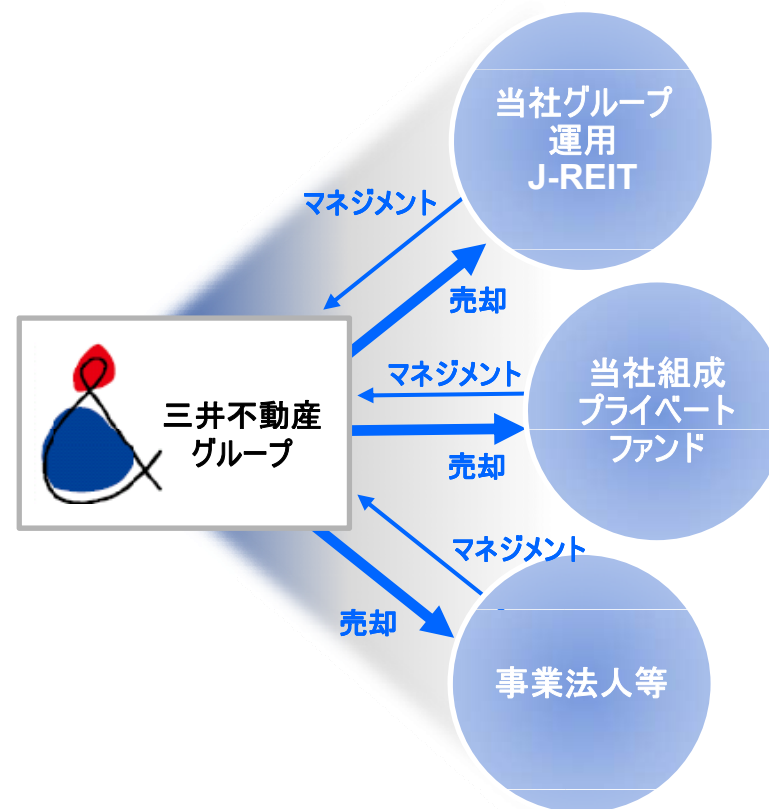 当社グループ
運用
J-REIT
マネジメント
売却
三井不動産
グループ
マネジメント
売却
当社組成
プライベート
ファンド
マネジメント
売却
事業法人等